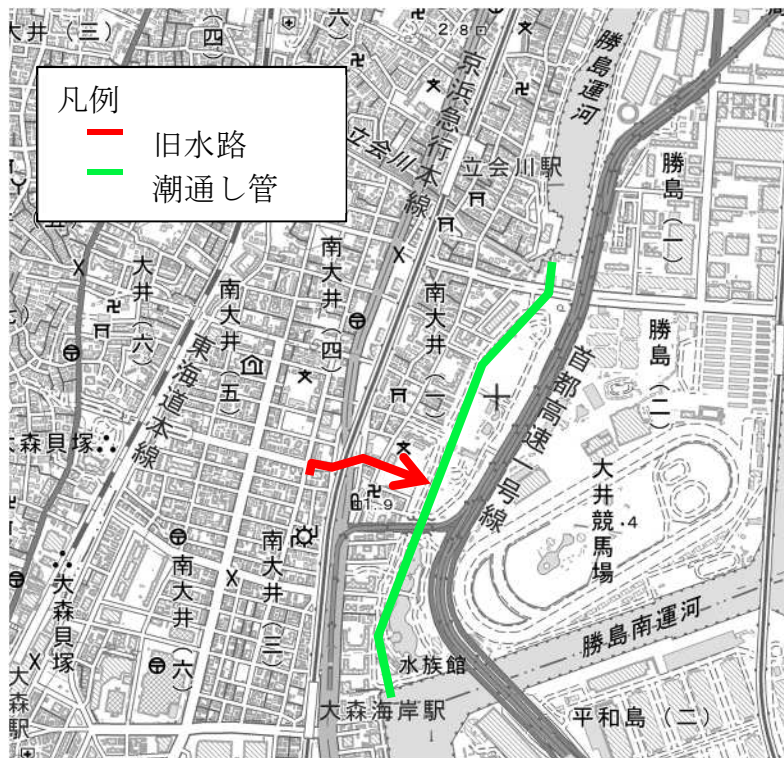 大井（三）
（四）
（六）
28
凡例
旧水路
潮通し管
京浜急行本線
立会川
立会川駅
勝島運河
勝島（一）
大井（六）
南大井（五）
南大井（四）
南大井（一）
東海道本線
首都高速一号線
勝島（二）
大森貝塚
大井競馬場
・4
1.9
大森貝塚
南大井（六）
南大井（三）
水族館
勝島南運河
大森駅
大森海岸駅
平和島（二）